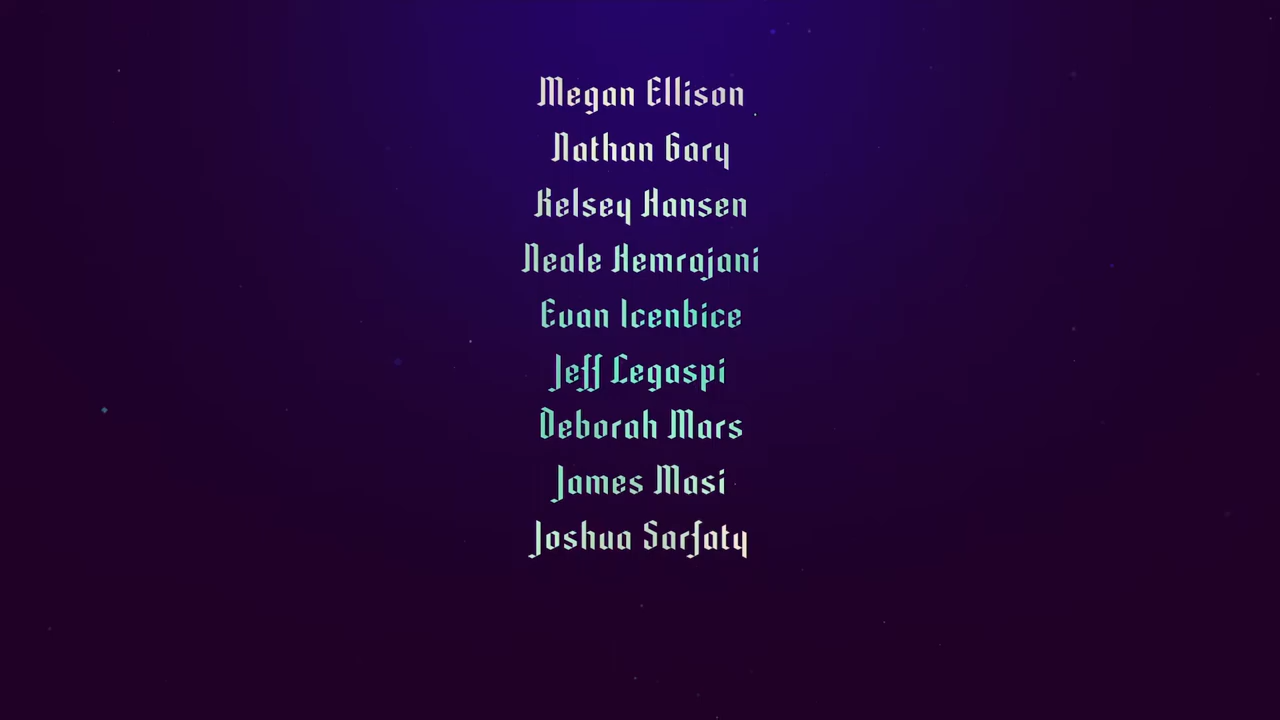 Megan Ellison
Nathan Gary
Kelsey Hansen
Neale Hemrajani
Evan Icenbice
Jeff Legaspi
Deborah Mars
James Masi
Joshua Sarfaty